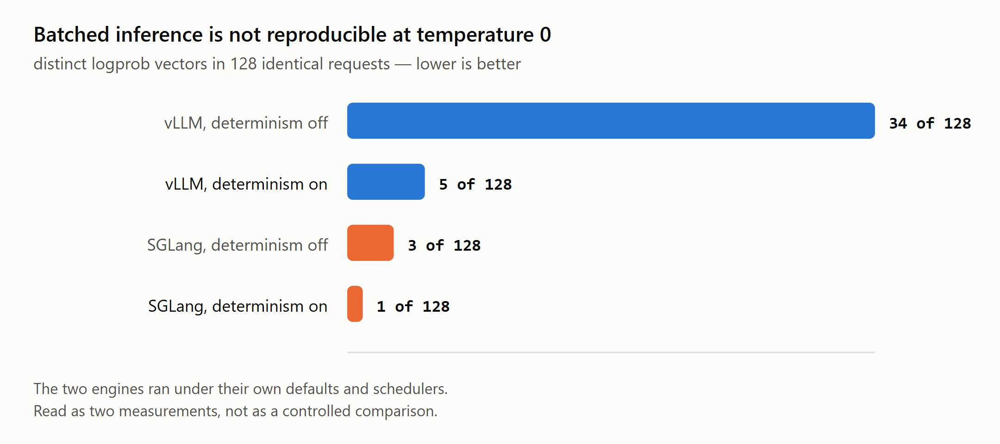 Batched inference is not reproducible at temperature 0
distinct logprob vectors in 128 identical requests — lower is better
vLLM, determinism off 34 of 128
vLLM, determinism on 5 of 128
SGLang, determinism off 3 of 128
SGLang, determinism on 1 of 128
The two engines ran under their own defaults and schedulers.
Read as two measurements, not as a controlled comparison.